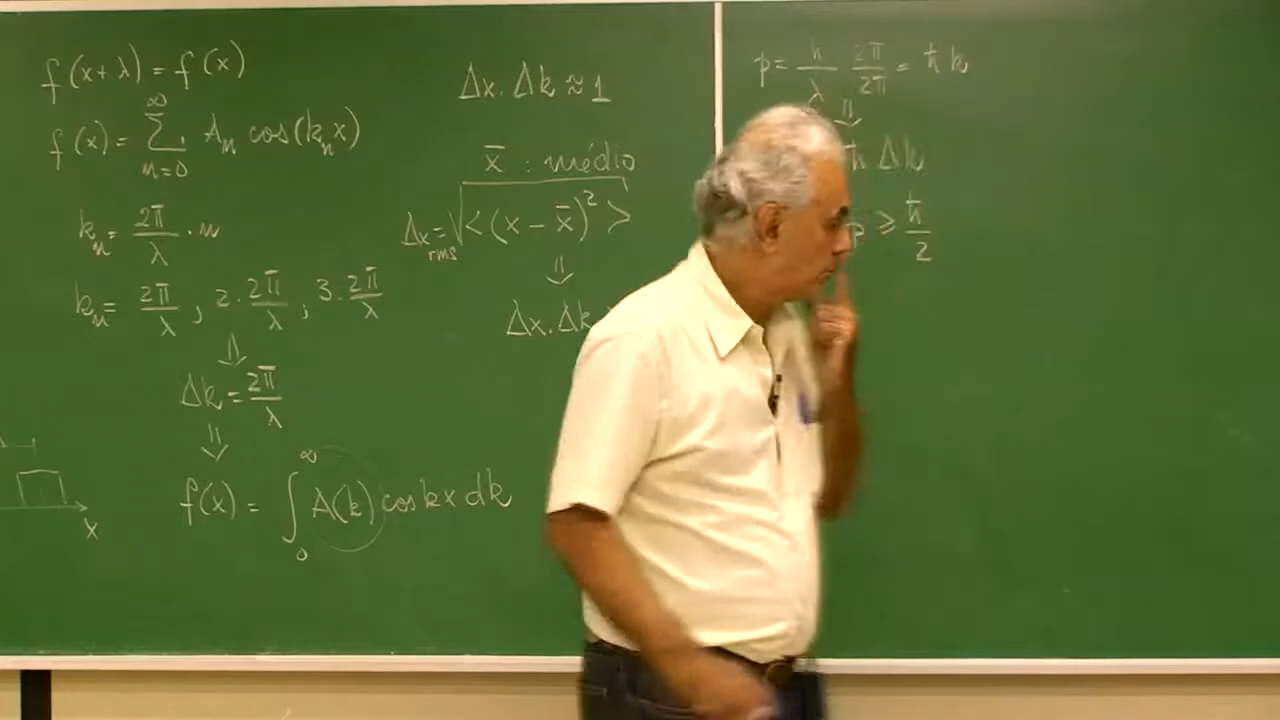 f(x+λ) = f(x)
f(x) = ∑_{n=0}^{∞} A_n cos(k_n x)
k_n = 2π/λ · n
k_n = 2π/λ , 2 · 2π/λ , 3 · 2π/λ
⇓
Δk = 2π/λ
⇓
f(x) = ∫_0^∞ A(k) cos kx dk
x
Δx . Δk ≈ 1
x̄ : médio
Δx_rms = √<(x - x̄)²>
⇓
Δx . Δk
p = h/λ 2π/2π = ħk
⇓
ħ Δk
p ⩾ ħ/2